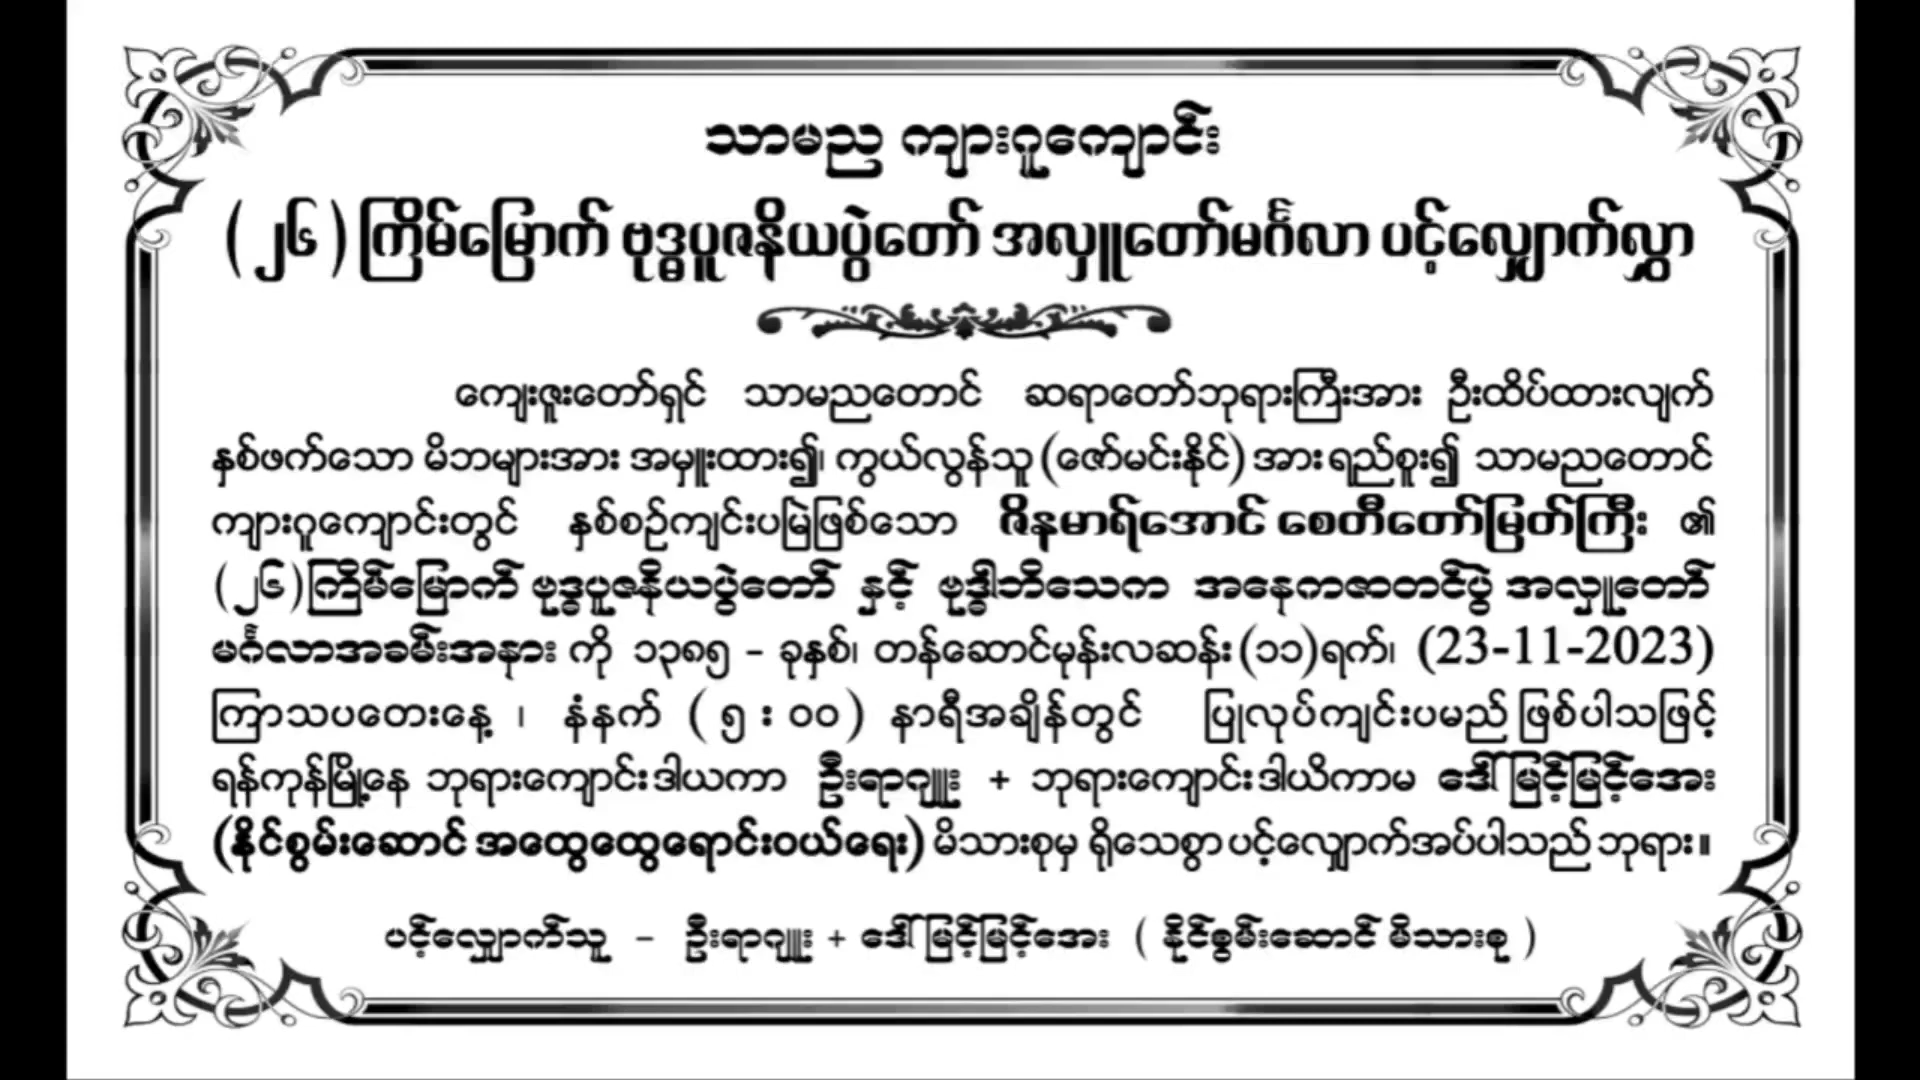 သာမည ကျားဂူကျောင်း
(၂၆) ကြိမ်မြောက် ဗုဒ္ဓပူဇနိယပွဲတော် အလှူတော်မင်္ဂလာ ပင့်လျှောက်လွှာ
ကျေးဇူးတော်ရှင် သာမညတောင် ဆရာတော်ဘုရားကြီးအား ဦးထိပ်ထားလျက်
နှစ်ဖက်သော မိဘများအား အမှူးထား၍၊ ကွယ်လွန်သူ (ဇော်မင်းနိုင်) အား ရည်စူး၍ သာမညတောင်
ကျားဂူကျောင်းတွင် နှစ်စဉ်ကျင်းပမြဲဖြစ်သော ဇိနမာရ်အောင် စေတီတော်မြတ်ကြီး ၏
(၂၆)ကြိမ်မြောက် ဗုဒ္ဓပူဇနိယပွဲတော် နှင့် ဗုဒ္ဓါဘိသေက အနေကဇာတင်ပွဲ အလှူတော်
မင်္ဂလာအခမ်းအနား ကို ၁၃၈၅ - ခုနှစ်၊ တန်ဆောင်မုန်းလဆန်း (၁၁)ရက်၊ (23-11-2023)
ကြာသပတေးနေ့ ၊ နံနက် ( ၅ : ၀၀ ) နာရီအချိန်တွင် ပြုလုပ်ကျင်းပမည် ဖြစ်ပါသဖြင့်
ရန်ကုန်မြို့နေ ဘုရားကျောင်းဒါယကာ ဦးရာဂျူး + ဘုရားကျောင်းဒါယိကာမ ဒေါ်မြင့်မြင့်အေး
(နိုင်စွမ်းဆောင် အထွေထွေရောင်းဝယ်ရေး) မိသားစုမှ ရိုသေစွာ ပင့်လျှောက်အပ်ပါသည် ဘုရား။
ပင့်လျှောက်သူ - ဦးရာဂျူး + ဒေါ်မြင့်မြင့်အေး ( နိုင်စွမ်းဆောင် မိသားစု )